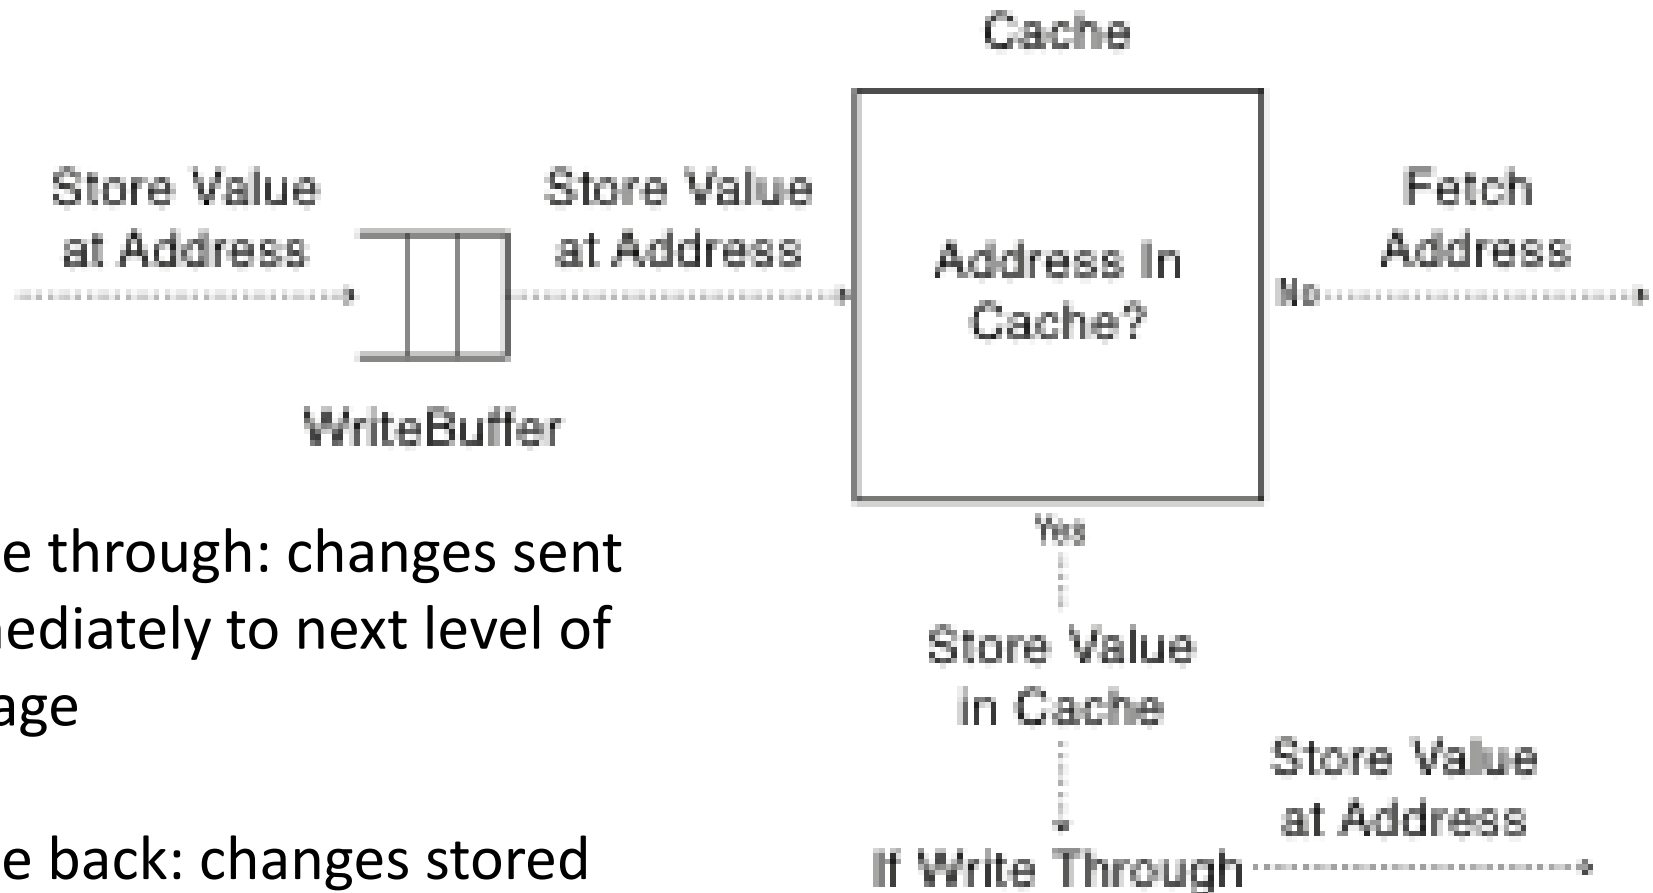 Cache
Store Value
at Address
Store Value
at Address
Fetch
Address
Address In
Cache?
No
WriteBuffer
Yes
e through: changes sent
nediately to next level of
age
Store Value
in Cache
Store Value
at Address
e back: changes stored
If Write Through